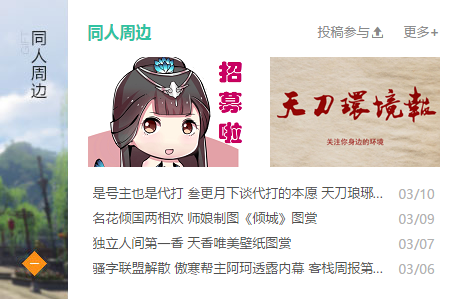 同人周边
GIFT
同人周边
投稿参与 更多+
招募啦
天刀環境報
关注你身边的环境
是号主也是代打 叁更月下谈代打的本愿 天刀琅琊... 03/10
名花倾国两相欢 师娘制图《倾城》图赏 03/09
独立人间第一香 天香唯美壁纸图赏 03/07
骚字联盟解散 傲寒帮主阿珂透露内幕 客栈周报第... 03/06